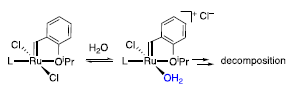 Cl
L Ru OⁱPr
Cl
H₂O
Cl
L Ru OⁱPr
OH₂
+ Cl⁻
decomposition